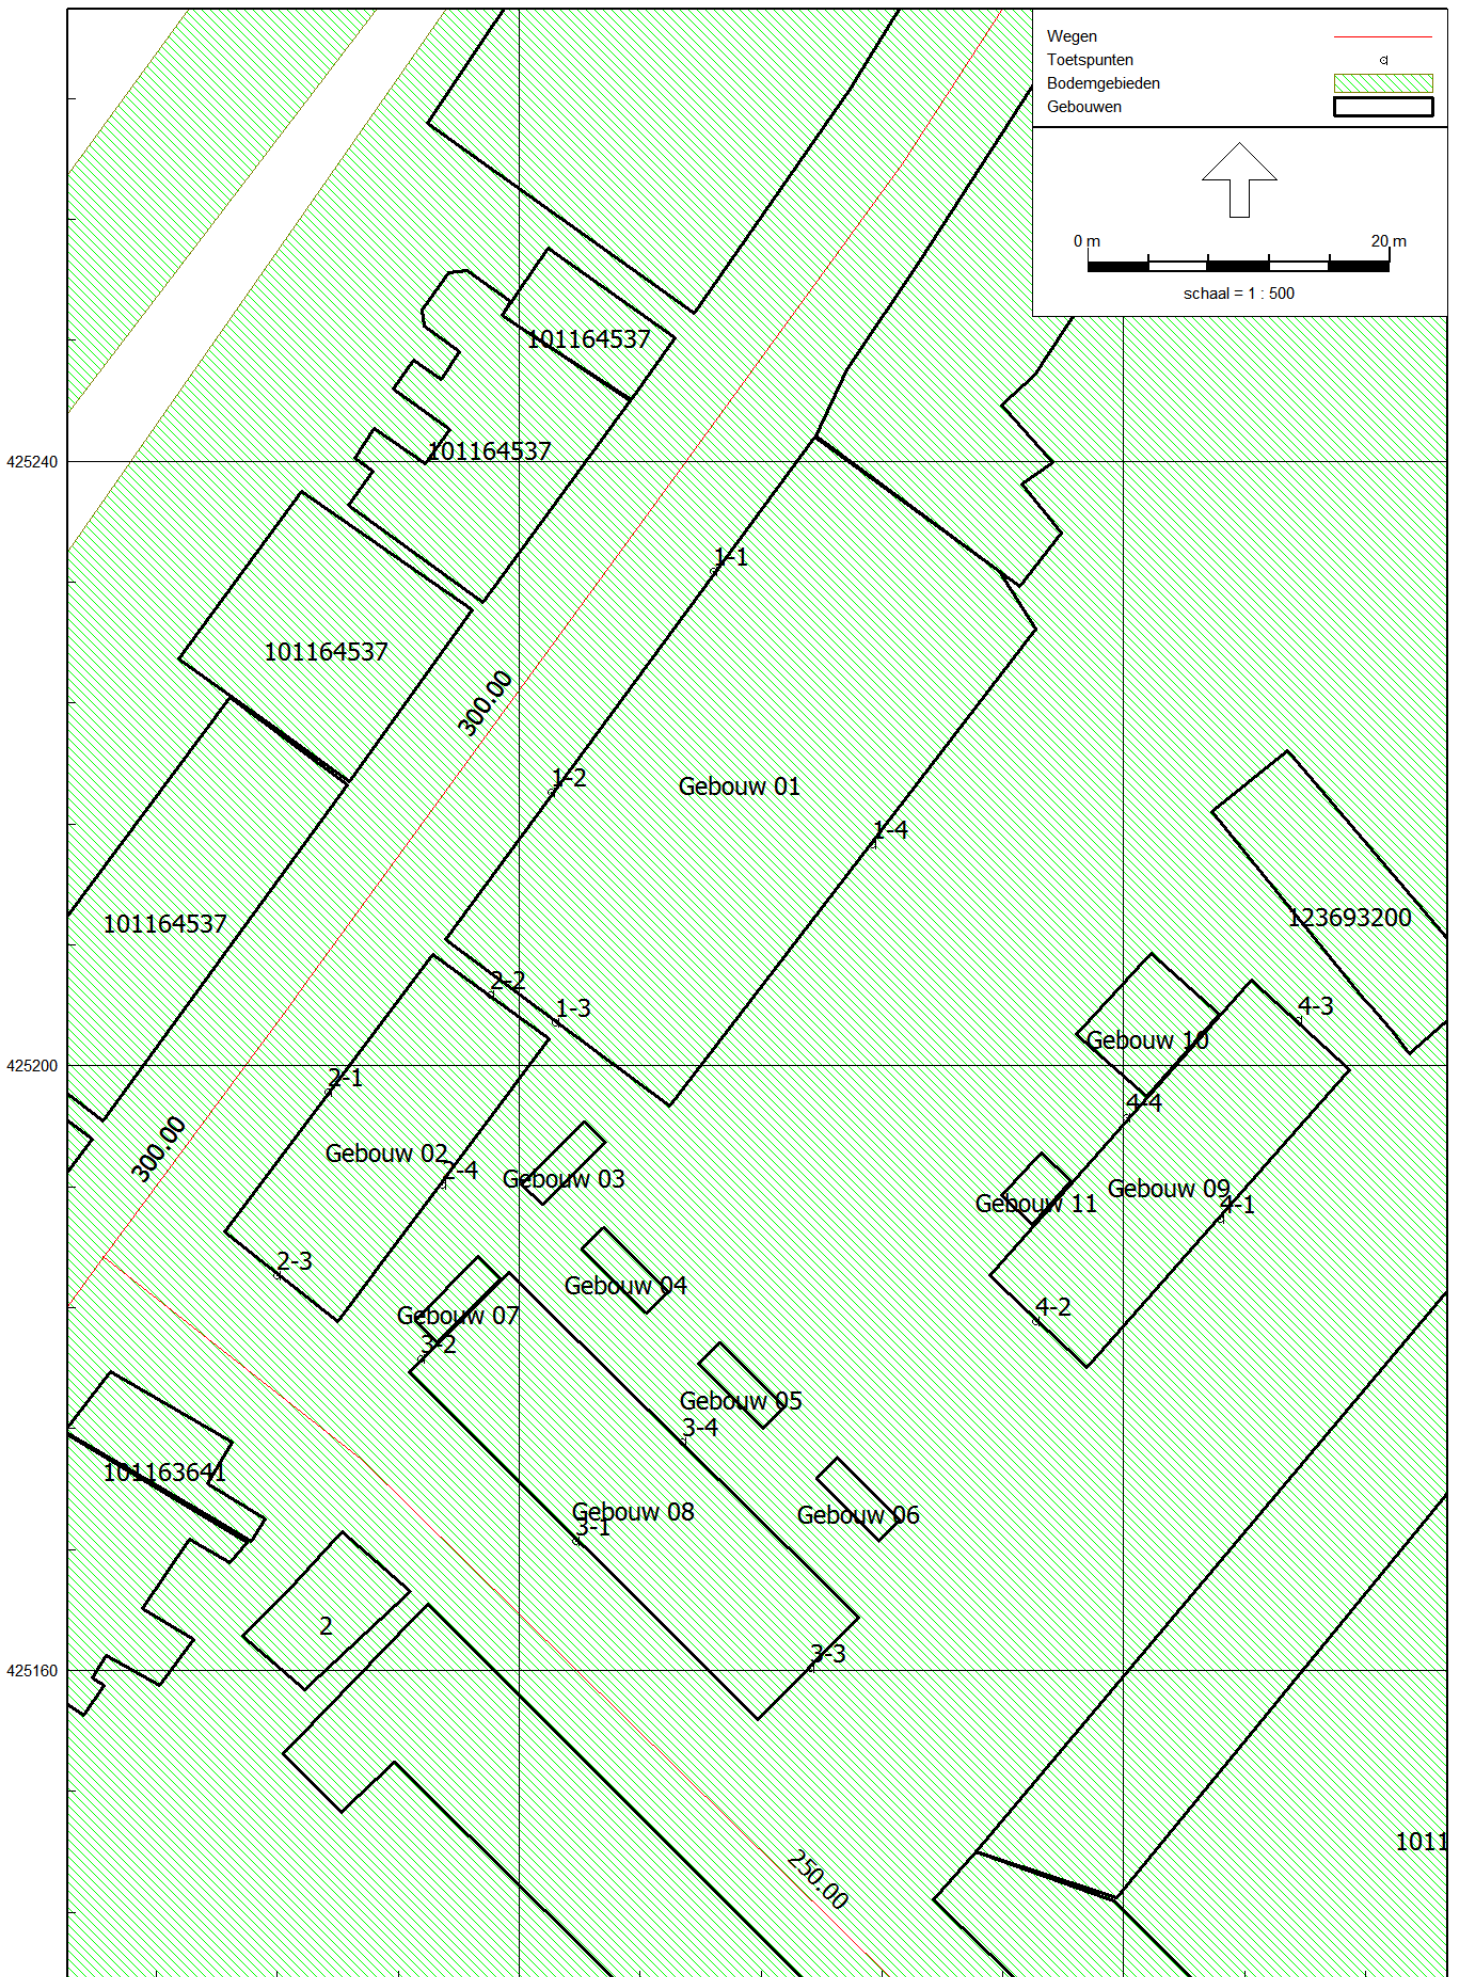 Wegen
Toetspunten
Bodemgebieden
Gebouwen
0 m
20 m
schaal = 1 : 500
101164537
101164537
425240
1-1
101164537
300.00
1-2
Gebouw 01
1-4
101164537
123693200
2-2
1-3
4-3
Gebouw 10
425200
2-1
4-4
300.00
Gebouw 02
2-4
Gebouw 03
Gebouw 09
Gebouw 11
4-1
2-3
Gebouw 04
Gebouw 07
4-2
3-2
Gebouw 05
3-4
101163641
Gebouw 08
Gebouw 06
3-1
2
3-3
425160
1011
250.00